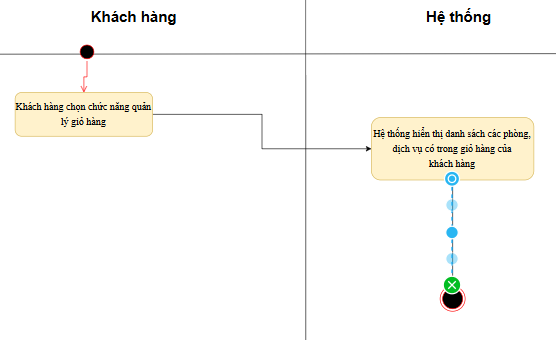 Khách hàng
Hệ thống
Khách hàng chọn chức năng quản
lý giỏ hàng
Hệ thống hiển thị danh sách các phòng,
dịch vụ có trong giỏ hàng của
khách hàng